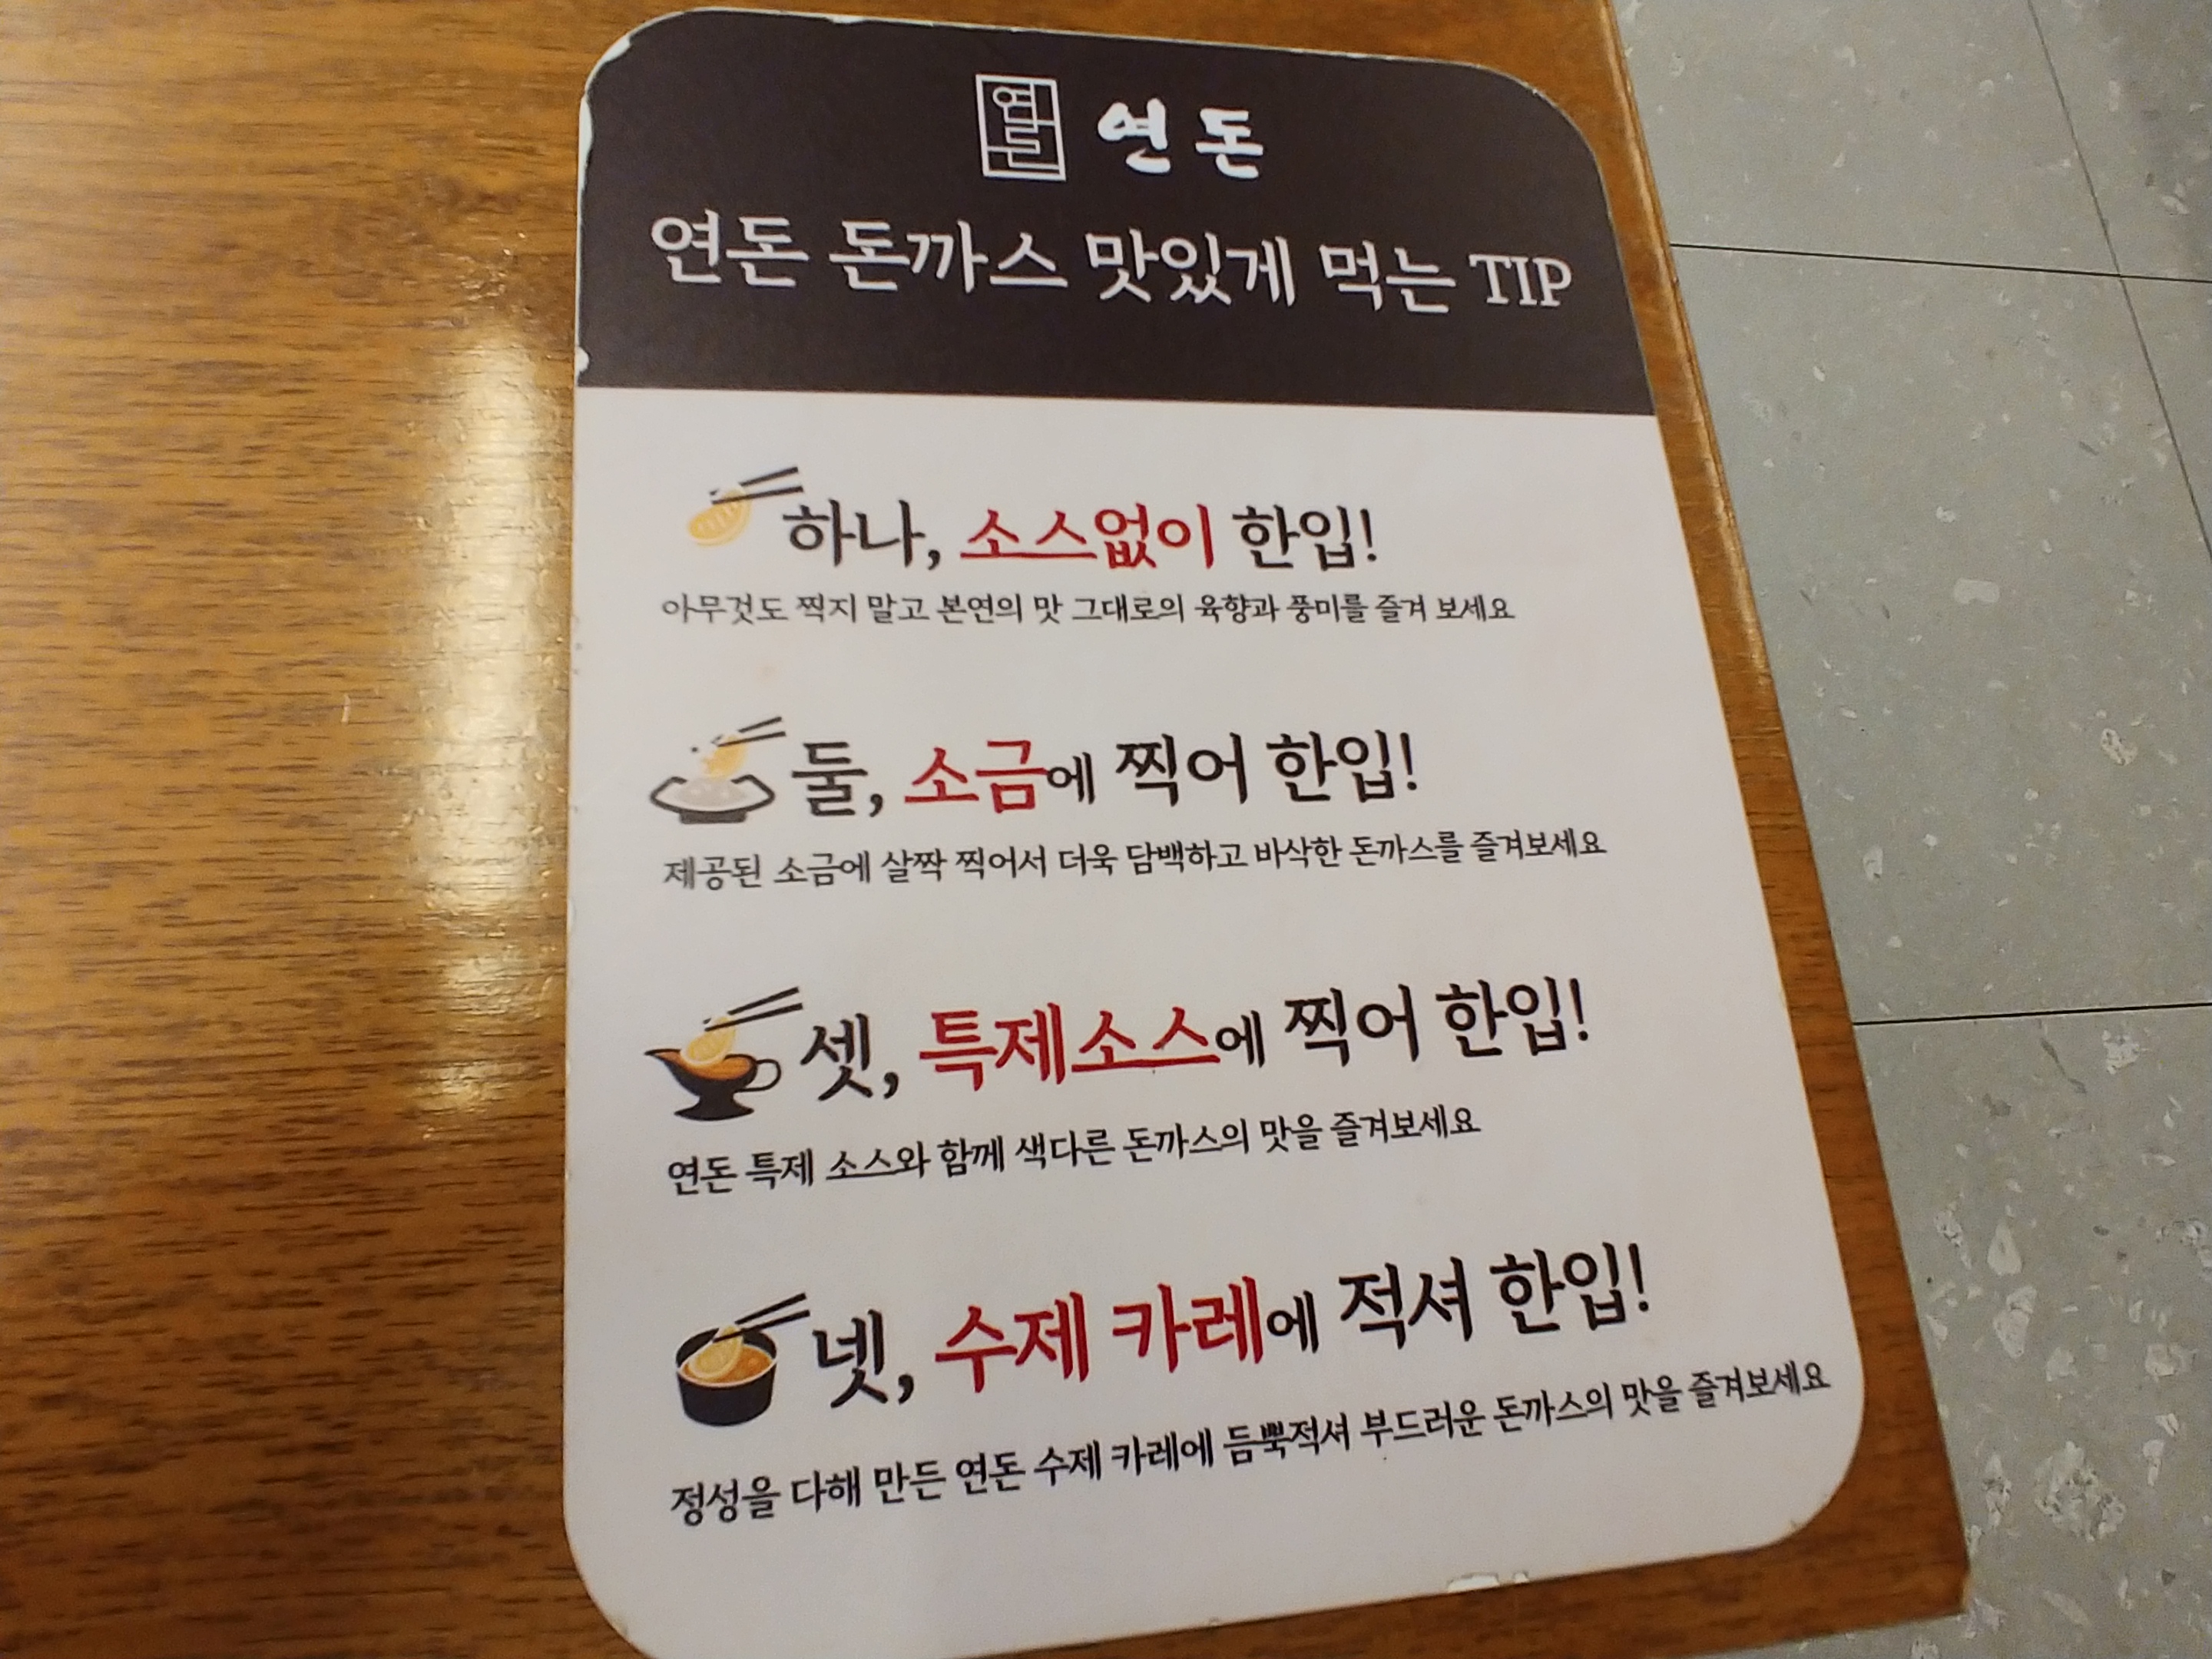 연돈 연돈
연돈 돈까스 맛있게 먹는 TIP
하나, 소스없이 한입!
아무것도 찍지 말고 본연의 맛 그대로의 육향과 풍미를 즐겨 보세요
둘, 소금에 찍어 한입!
제공된 소금에 살짝 찍어서 더욱 담백하고 바삭한 돈까스를 즐겨보세요
셋, 특제소스에 찍어 한입!
연돈 특제 소스와 함께 색다른 돈까스의 맛을 즐겨보세요
넷, 수제 카레에 적셔 한입!
정성을 다해 만든 연돈 수제 카레에 듬뿍적셔 부드러운 돈까스의 맛을 즐겨보세요